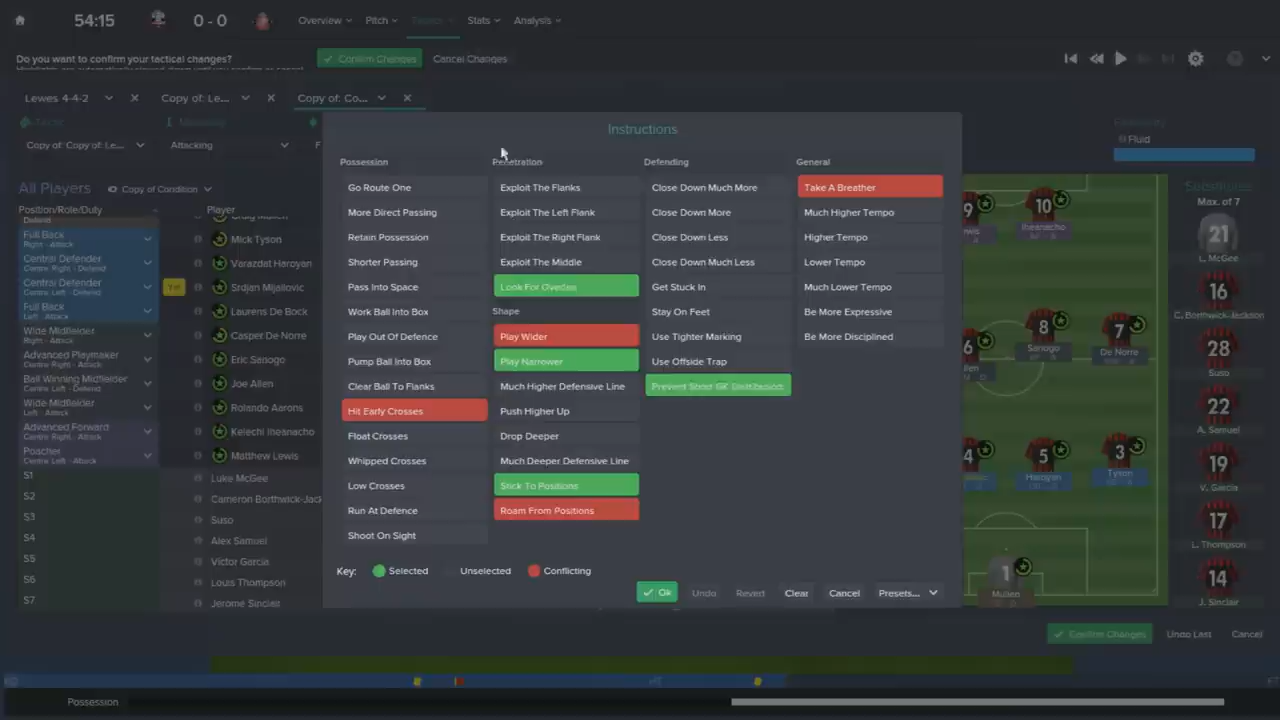 54:15
0 - 0
Overview
Pitch
Tactics
Stats
Analysis
Do you want to confirm your tactical changes?
Confirm Changes
Cancel Changes
Lewes 4-4-2
Copy of: Le...
Copy of: Co...
Tactic
Mentality
F
Copy of: Copy of: Le...
Attacking
Fluid
All Players
Copy of Condition
Position/Role/Duty
Player
Defend
Craig Mullen
Full Back
Right - Attack
Mick Tyson
Central Defender
Centre Right - Defend
Varazdat Haroyan
Central Defender
Centre Left - Defend
Srdjan Mijailovic
Full Back
Left - Attack
Laurens De Bock
Wide Midfielder
Right - Attack
Casper De Norre
Advanced Playmaker
Centre Right - Attack
Eric Sanogo
Ball Winning Midfielder
Centre Left - Defend
Joe Allen
Wide Midfielder
Left - Attack
Rolando Aarons
Advanced Forward
Centre Right - Attack
Kelechi Iheanacho
Poacher
Centre Left - Attack
Matthew Lewis
S1
Luke McGee
S2
Cameron Borthwick-Jack
S3
Suso
S4
Alex Samuel
S5
Victor Garcia
S6
Louis Thompson
S7
Jerome Sinclair
Instructions
Possession
Go Route One
More Direct Passing
Retain Possession
Shorter Passing
Pass Into Space
Work Ball Into Box
Play Out Of Defence
Pump Ball Into Box
Clear Ball To Flanks
Hit Early Crosses
Float Crosses
Whipped Crosses
Low Crosses
Run At Defence
Shoot On Sight
Penetration
Exploit The Flanks
Exploit The Left Flank
Exploit The Right Flank
Exploit The Middle
Look For Overlap
Shape
Play Wider
Play Narrower
Much Higher Defensive Line
Push Higher Up
Drop Deeper
Much Deeper Defensive Line
Stick To Positions
Roam From Positions
Defending
Close Down Much More
Close Down More
Close Down Less
Close Down Much Less
Get Stuck In
Stay On Feet
Use Tighter Marking
Use Offside Trap
Prevent Short GK Distribution
General
Take A Breather
Much Higher Tempo
Higher Tempo
Lower Tempo
Much Lower Tempo
Be More Expressive
Be More Disciplined
Key:
Selected
Unselected
Conflicting
Ok
Undo
Revert
Clear
Cancel
Presets...
9
10
Iheanacho
8
Sanogo
7
De Norre
4
5
Haroyan
3
Tyson
1
Mullen
Substitutes
Max. of 7
21
L. McGee
16
C. Borthwick-Jackson
28
Suso
22
A. Samuel
19
V. Garcia
17
L. Thompson
14
J. Sinclair
Confirm Changes
Undo Last
Cancel
Possession